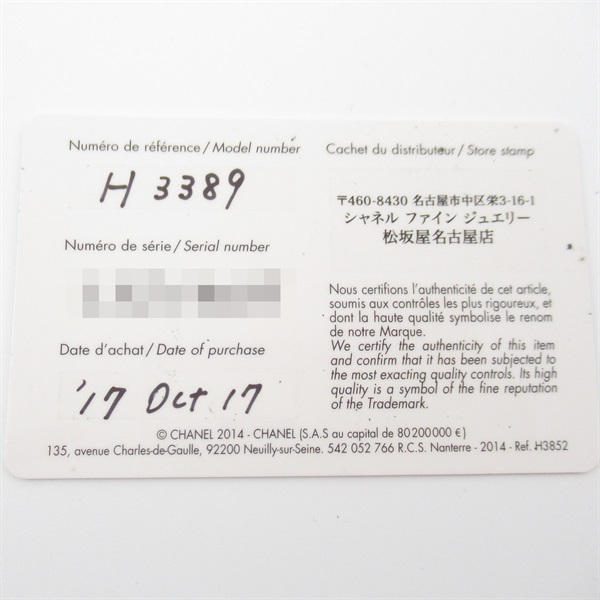 Numéro de référence / Model number
H 3389
Numéro de série / Serial number
Date d'achat / Date of purchase
'17 Oct 17
Cachet du distributeur / Store stamp
〒460-8430 名古屋市中区栄3-16-1
シャネル ファイン ジュエリー
松坂屋名古屋店
Nous certifions l'authenticité de cet article,
soumis aux contrôles les plus rigoureux, et
dont la haute qualité symbolise le renom
de notre Marque.
We certify the authenticity of this item
and confirm that it has been subjected to
the most exacting quality controls. Its high
quality is a symbol of the fine reputation
of the Trademark.
© CHANEL 2014 - CHANEL (S.A.S au capital de 80200000 €)
135, avenue Charles-de-Gaulle, 92200 Neuilly-sur-Seine. 542 052 766 R.C.S. Nanterre - 2014 - Ref. H3852